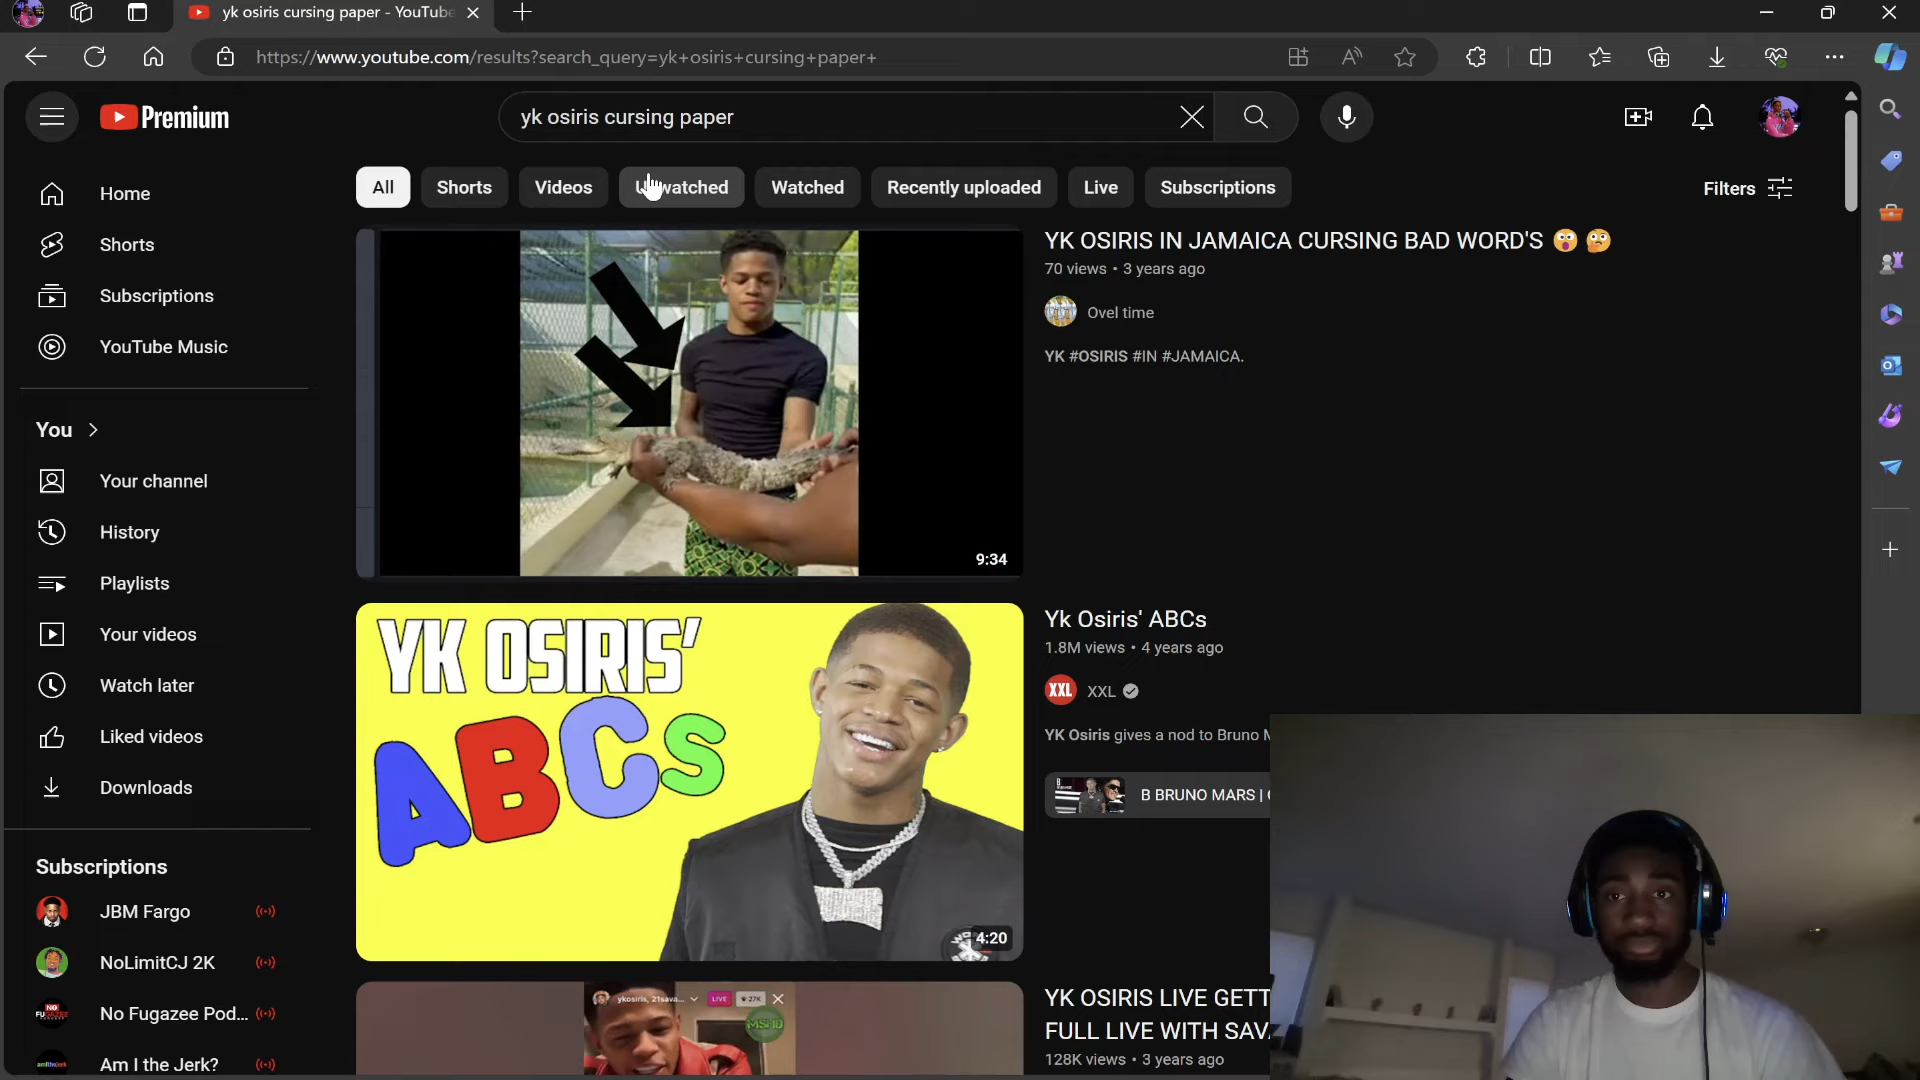 yk osiris cursing paper - YouTube
https://www.youtube.com/results?search_query=yk+osiris+cursing+paper+
Premium
yk osiris cursing paper
All
Shorts
Videos
Unwatched
Watched
Recently uploaded
Live
Subscriptions
Filters
Home
Shorts
Subscriptions
YouTube Music
You
Your channel
History
Playlists
Your videos
Watch later
Liked videos
Downloads
Subscriptions
JBM Fargo
NoLimitCJ 2K
No Fugazee Pod...
Am I the Jerk?
9:34
YK OSIRIS IN JAMAICA CURSING BAD WORD'S 😲 🤔
70 views • 3 years ago
Ovel time
YK #OSIRIS #IN #JAMAICA.
YK OSIRIS'
ABCs
4:20
Yk Osiris' ABCs
1.8M views • 4 years ago
XXL
XXL
YK Osiris gives a nod to Bruno
B BRUNO MARS |
ykosiris, 21sava...
LIVE
27K
YK OSIRIS LIVE GETT
FULL LIVE WITH SAV
128K views • 3 years ago